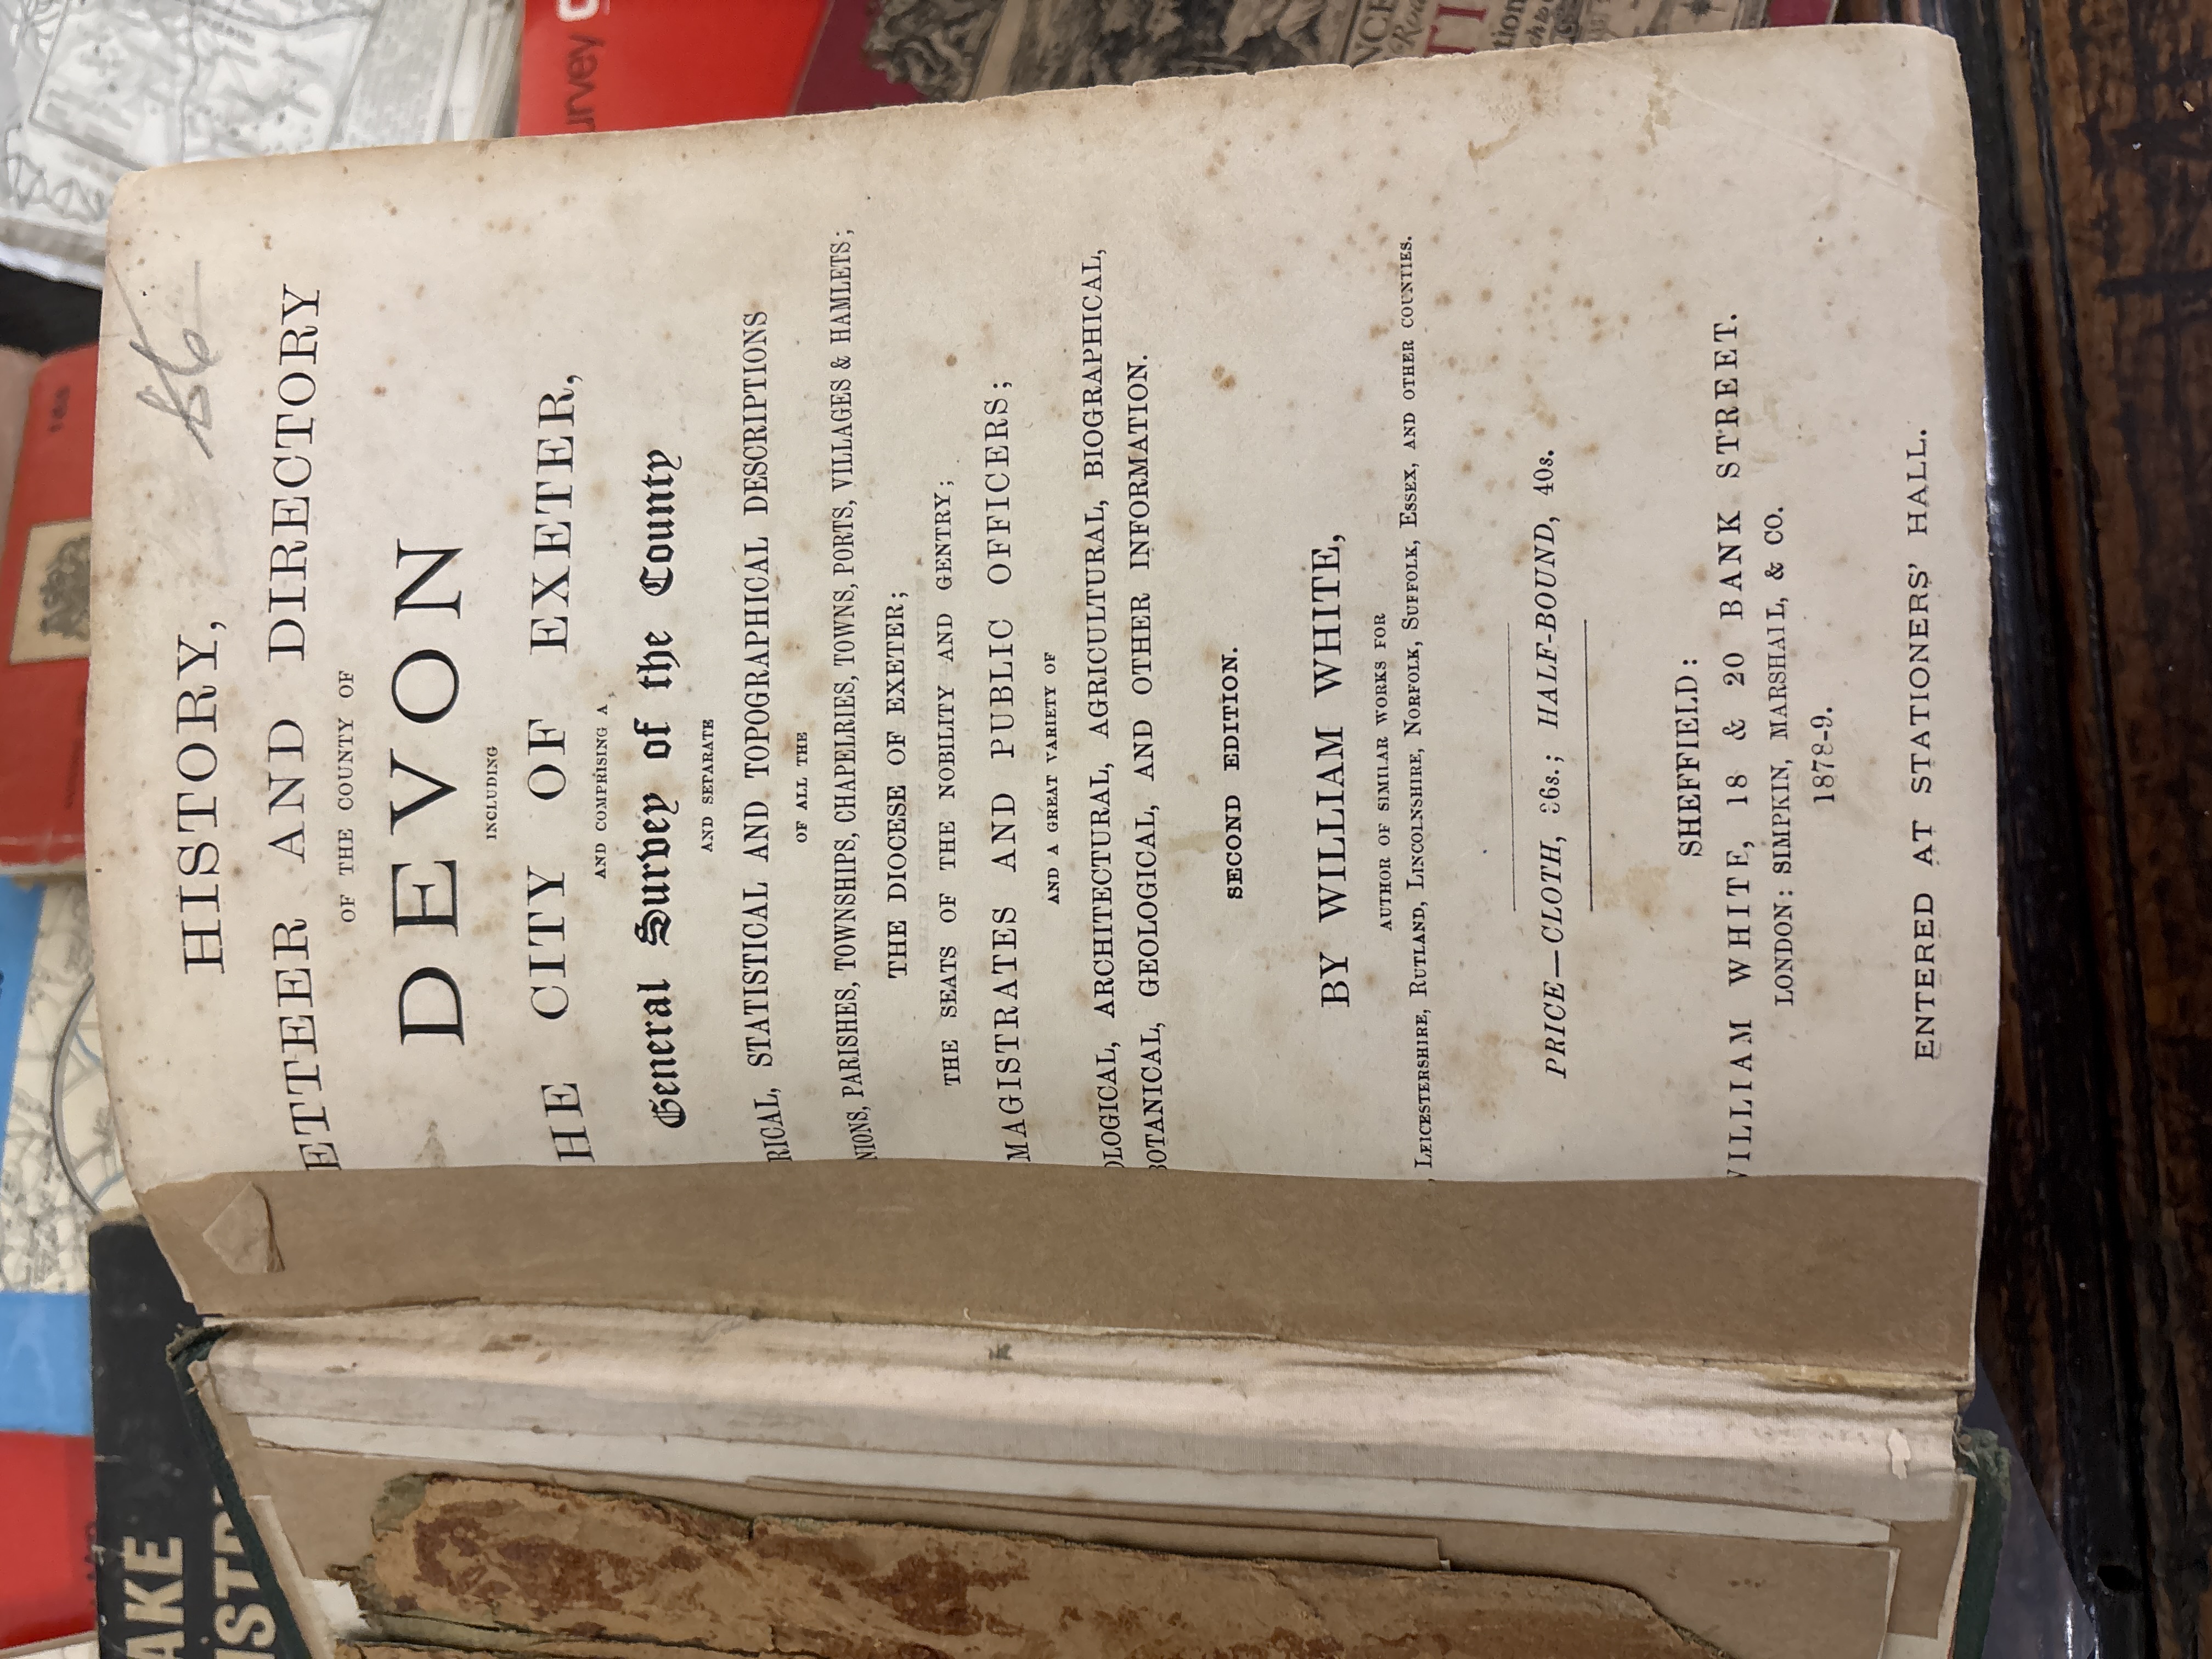 HISTORY,
ETTEER AND DIRECTORY
OF THE COUNTY OF
DEVON
INCLUDING
HE CITY OF EXETER,
AND COMPRISING A
General Survey of the County
AND SEPARATE
RICAL, STATISTICAL AND TOPOGRAPHICAL DESCRIPTIONS
OF ALL THE
NIONS, PARISHES, TOWNSHIPS, CHAPELRIES, TOWNS, PORTS, VILLAGES & HAMLETS;
THE DIOCESE OF EXETER;
THE SEATS OF THE NOBILITY AND GENTRY;
MAGISTRATES AND PUBLIC OFFICERS;
AND A GREAT VARIETY OF
OLOGICAL, ARCHITECTURAL, AGRICULTURAL, BIOGRAPHICAL,
BOTANICAL, GEOLOGICAL, AND OTHER INFORMATION.
SECOND EDITION.
BY WILLIAM WHITE,
AUTHOR OF SIMILAR WORKS FOR
LEICESTERSHIRE, RUTLAND, LINCOLNSHIRE, NORFOLK, SUFFOLK, ESSEX, AND OTHER COUNTIES.
PRICE—CLOTH, 36s.; HALF-BOUND, 40s.
SHEFFIELD:
WILLIAM WHITE, 18 & 20 BANK STREET.
LONDON: SIMPKIN, MARSHALL, & CO.
1878-9.
ENTERED AT STATIONERS' HALL.
urvey
AKE
ISTR